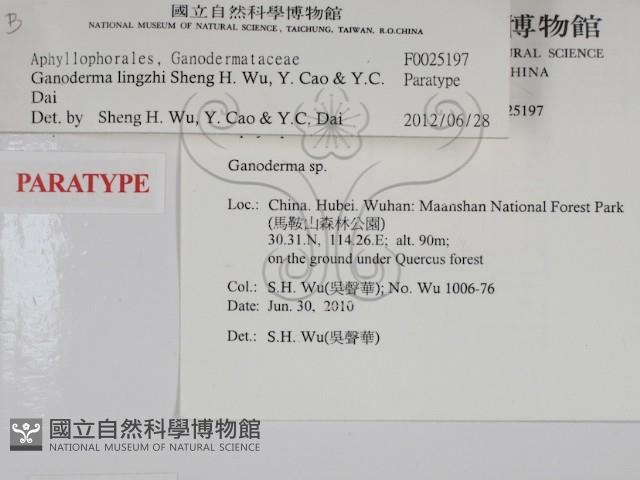 B
國立自然科學博物館
NATIONAL MUSEUM OF NATURAL SCIENCE, TAICHUNG, TAIWAN, R.O.CHINA
Aphyllophorales, Ganodermataceae F0025197
Ganoderma lingzhi Sheng H. Wu, Y. Cao & Y.C. Paratype
Dai
Det. by Sheng H. Wu, Y. Cao & Y.C. Dai 2012/06/28
博物館
RAL SCIENCE
CHINA
25197
PARATYPE
Ganoderma sp.
Loc.: China. Hubei. Wuhan: Maanshan National Forest Park
(馬鞍山森林公園)
30.31.N, 114.26.E; alt. 90m;
on the ground under Quercus forest
Col.: S.H. Wu(吳聲華); No. Wu 1006-76
Date: Jun. 30, 2010
Det.: S.H. Wu(吳聲華)
國立自然科學博物館
NATIONAL MUSEUM OF NATURAL SCIENCE